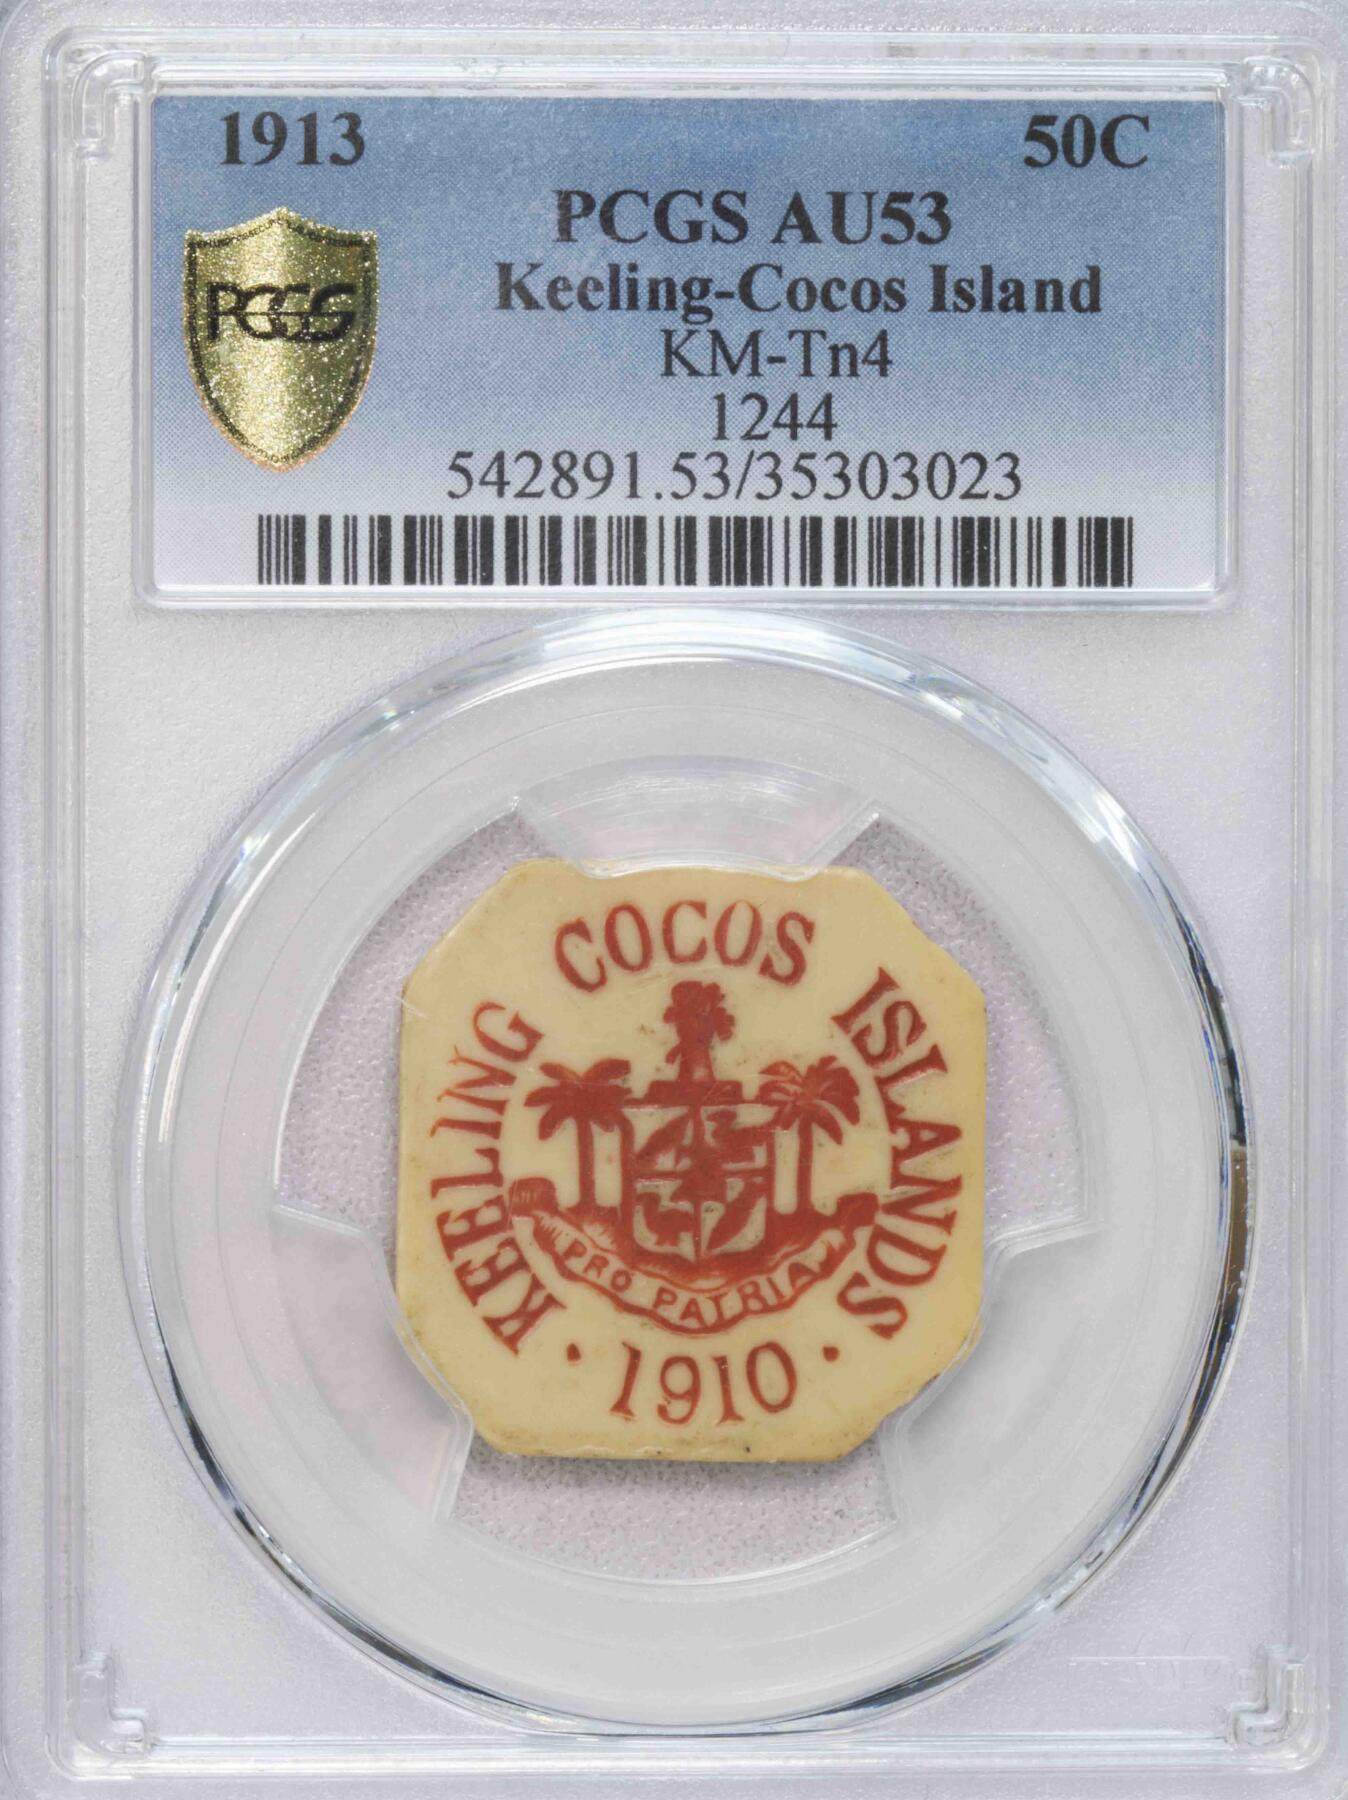 1913
50C
PCGS AU53
Keeling-Cocos Island
KM-Tn4
1244
542891.53/35303023
PCGS
KEELING COCOS ISLANDS
PRO PATRIA
· 1910 ·